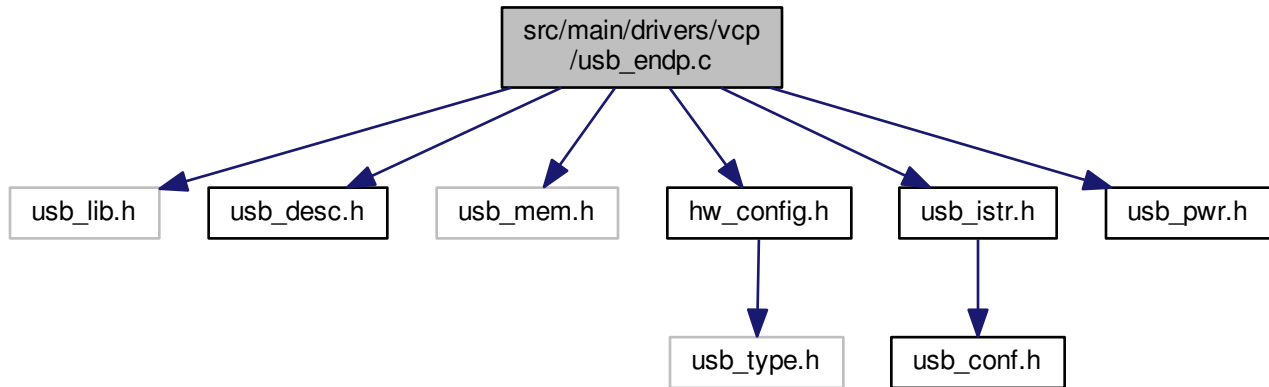 src/main/drivers/vcp
/usb_endp.c
usb_lib.h
usb_desc.h
usb_mem.h
hw_config.h
usb_istr.h
usb_pwr.h
usb_type.h
usb_conf.h